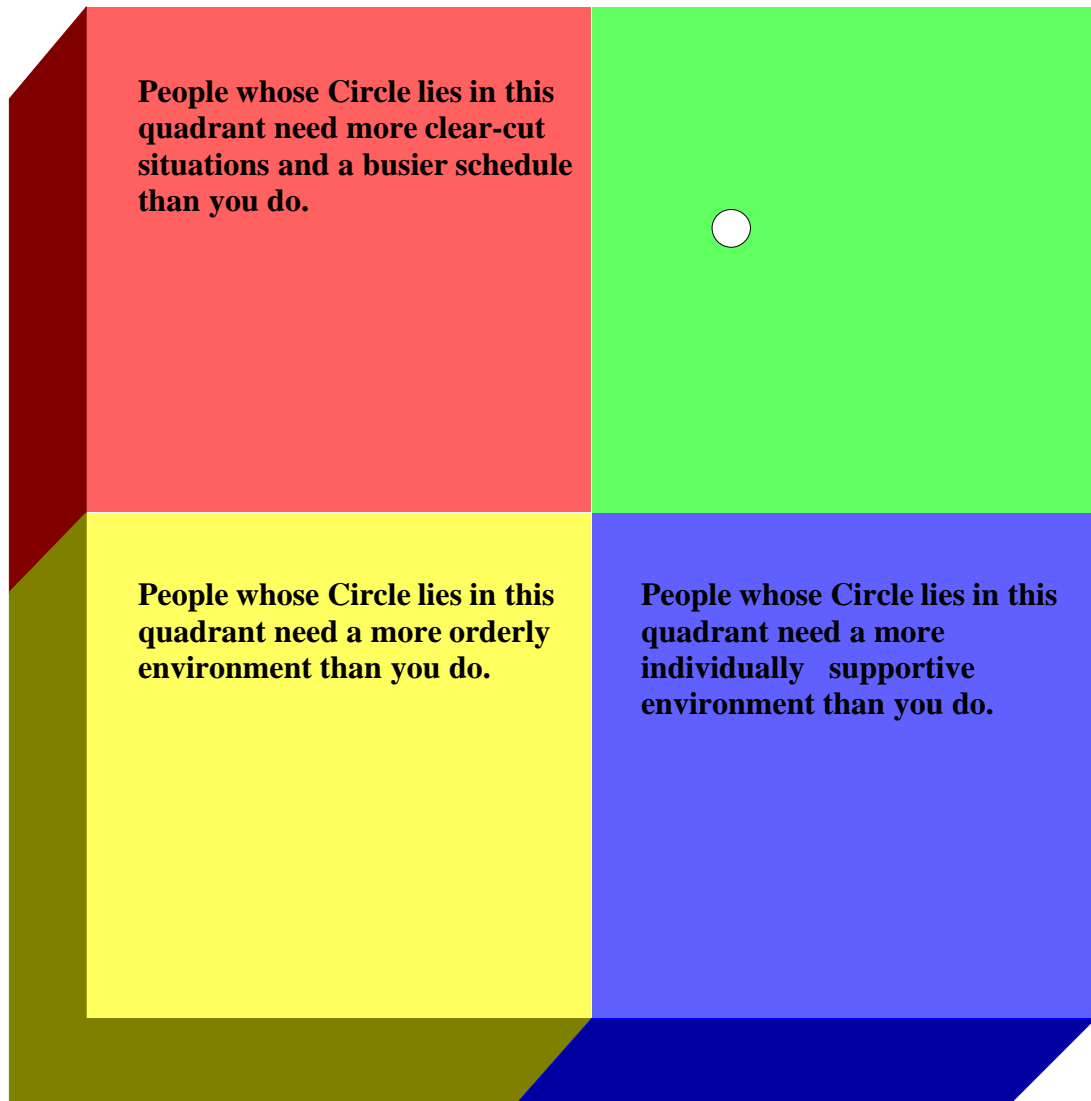 People whose Circle lies in this
quadrant need more clear-cut
situations and a busier schedule
than you do.
People whose Circle lies in this
quadrant need a more orderly
environment than you do.
People whose Circle lies in this
quadrant need a more
individually supportive
environment than you do.